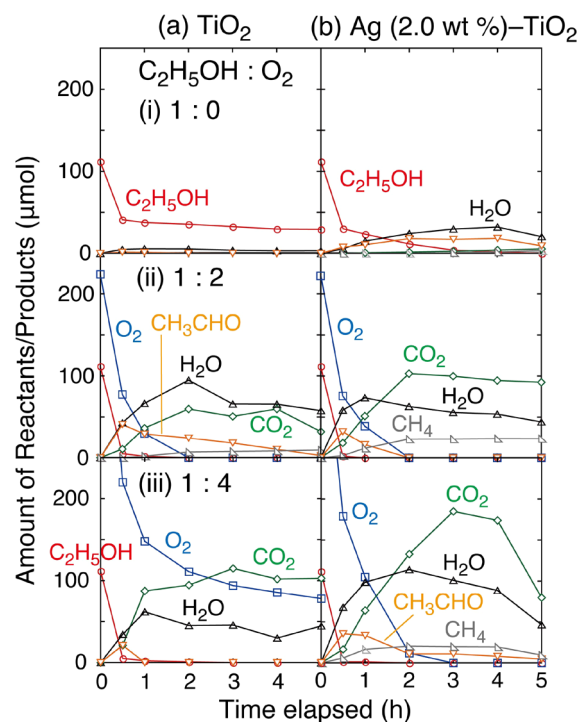 (a) TiO₂
(b) Ag (2.0 wt %)–TiO₂
Amount of Reactants/Products (μmol)
C₂H₅OH : O₂
(i) 1 : 0
200
100
0
C₂H₅OH
C₂H₅OH
H₂O
(ii) 1 : 2
200
100
0
O₂
CH₃CHO
H₂O
CO₂
O₂
CO₂
H₂O
CH₄
(iii) 1 : 4
200
100
0
C₂H₅OH
O₂
CO₂
H₂O
O₂
CO₂
H₂O
CH₃CHO
CH₄
0 1 2 3 4 0 1 2 3 4 5
Time elapsed (h)